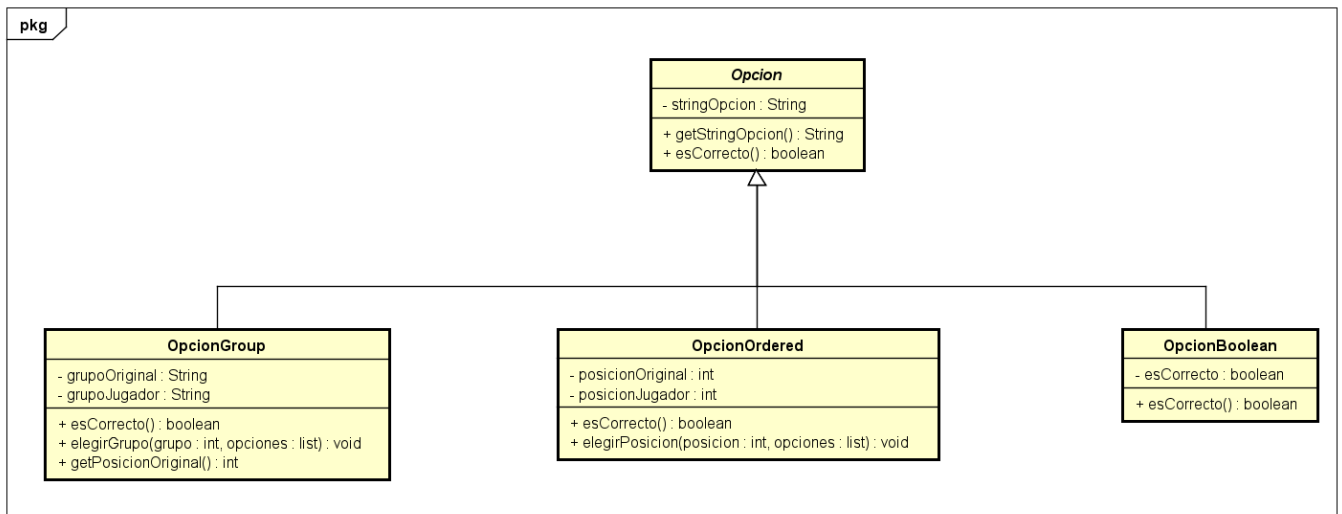 pkg
Opcion
- stringOpcion : String
+ getStringOpcion() : String
+ esCorrecto() : boolean
OpcionGroup
- grupoOriginal : String
- grupoJugador : String
+ esCorrecto() : boolean
+ elegirGrupo(grupo : int, opciones : list) : void
+ getPosicionOriginal() : int
OpcionOrdered
- posicionOriginal : int
- posicionJugador : int
+ esCorrecto() : boolean
+ elegirPosicion(posicion : int, opciones : list) : void
OpcionBoolean
- esCorrecto : boolean
+ esCorrecto() : boolean